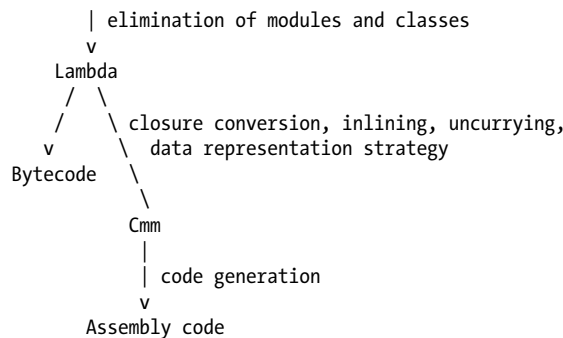 | elimination of modules and classes
v
Lambda
/ \
/ \ closure conversion, inlining, uncurrying,
v \ data representation strategy
Bytecode \
\
Cmm
|
| code generation
v
Assembly code